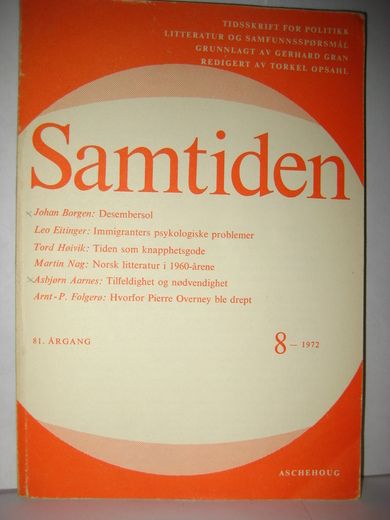 TIDSSKRIFT FOR POLITIKK
LITTERATUR OG SAMFUNNSSPØRSMÅL
GRUNNLAGT AV GERHARD GRAN
REDIGERT AV TORKEL OPSAHL
Samtiden
Johan Borgen: Desembersol
Leo Eitinger: Immigranters psykologiske problemer
Tord Høivik: Tiden som knapphetsgode
Martin Nag: Norsk litteratur i 1960-årene
Asbjørn Aarnes: Tilfeldighet og nødvendighet
Arnt-P. Folgerø: Hvorfor Pierre Overney ble drept
81. ÅRGANG
8 — 1972
ASCHEHOUG